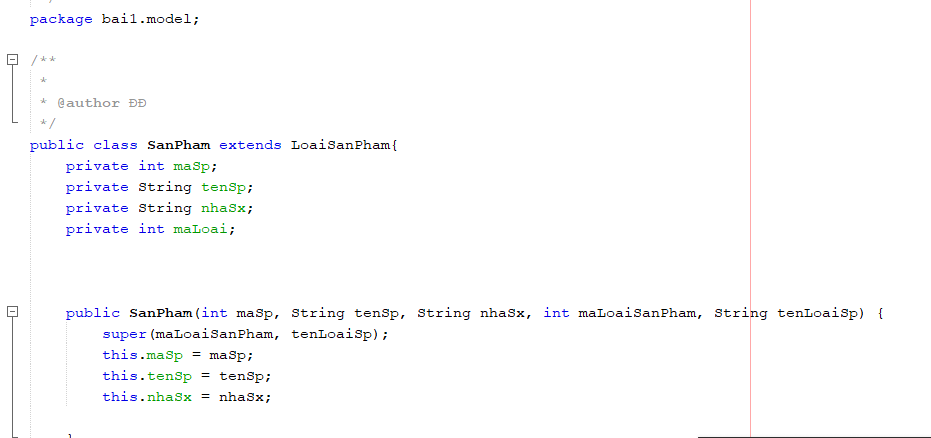 */
package bai1.model;
/**
*
* @author ĐĐ
*/
public class SanPham extends LoaiSanPham{
private int maSp;
private String tenSp;
private String nhaSx;
private int maLoai;
public SanPham(int maSp, String tenSp, String nhaSx, int maLoaiSanPham, String tenLoaiSp) {
super(maLoaiSanPham, tenLoaiSp);
this.maSp = maSp;
this.tenSp = tenSp;
this.nhaSx = nhaSx;
}